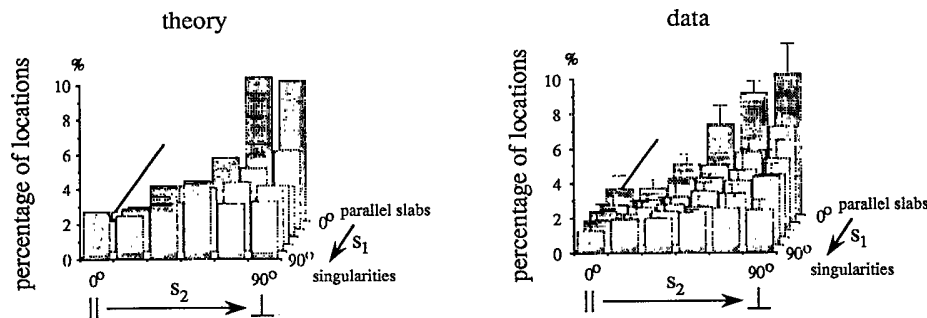 theory
percentage of locations
%
10
8
6
4
2
0
0°
90°
s₂
||
⊥
0° parallel slabs
s₁
90°
singularities
data
percentage of locations
%
10
8
6
4
2
0
0°
90°
s₂
||
⊥
0° parallel slabs
s₁
90°
singularities